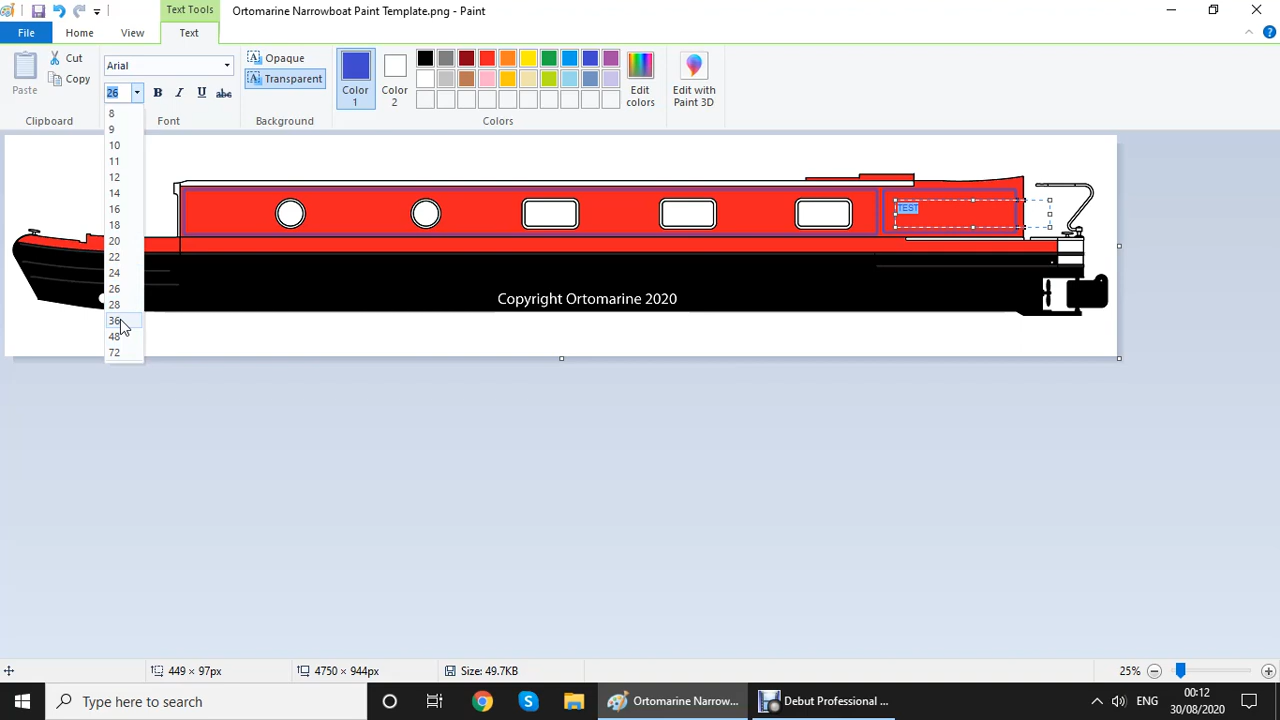 Text Tools
Ortomarine Narrowboat Paint Template.png - Paint
File
Home
View
Text
Paste
Cut
Copy
Clipboard
Arial
26
B I U abc
Font
Opaque
Transparent
Background
Color 1
Color 2
Edit colors
Colors
Edit with Paint 3D
8
9
10
11
12
14
16
18
20
22
24
26
28
36
48
72
TEST
Copyright Ortomarine 2020
449 × 97px
4750 × 944px
Size: 49.7KB
25%
Type here to search
Ortomarine Narrow...
Debut Professional ...
ENG
00:12
30/08/2020